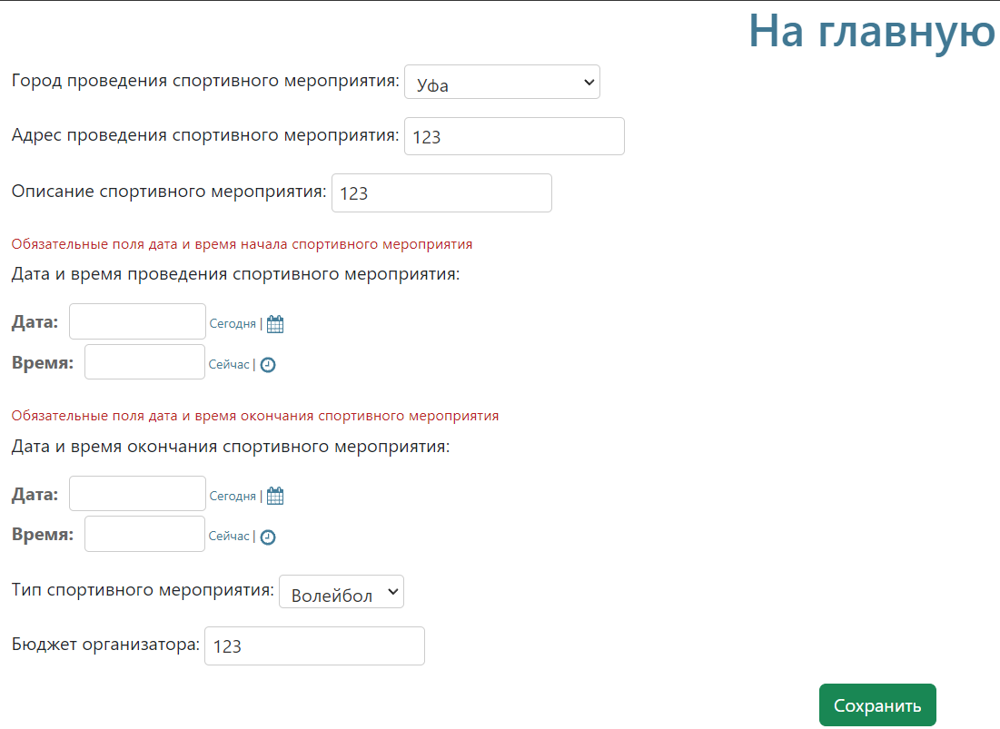 На главную
Город проведения спортивного мероприятия: Уфа
Адрес проведения спортивного мероприятия: 123
Описание спортивного мероприятия: 123
Обязательные поля дата и время начала спортивного мероприятия
Дата и время проведения спортивного мероприятия:
Дата: Сегодня |
Время: Сейчас |
Обязательные поля дата и время окончания спортивного мероприятия
Дата и время окончания спортивного мероприятия:
Дата: Сегодня |
Время: Сейчас |
Тип спортивного мероприятия: Волейбол
Бюджет организатора: 123
Сохранить